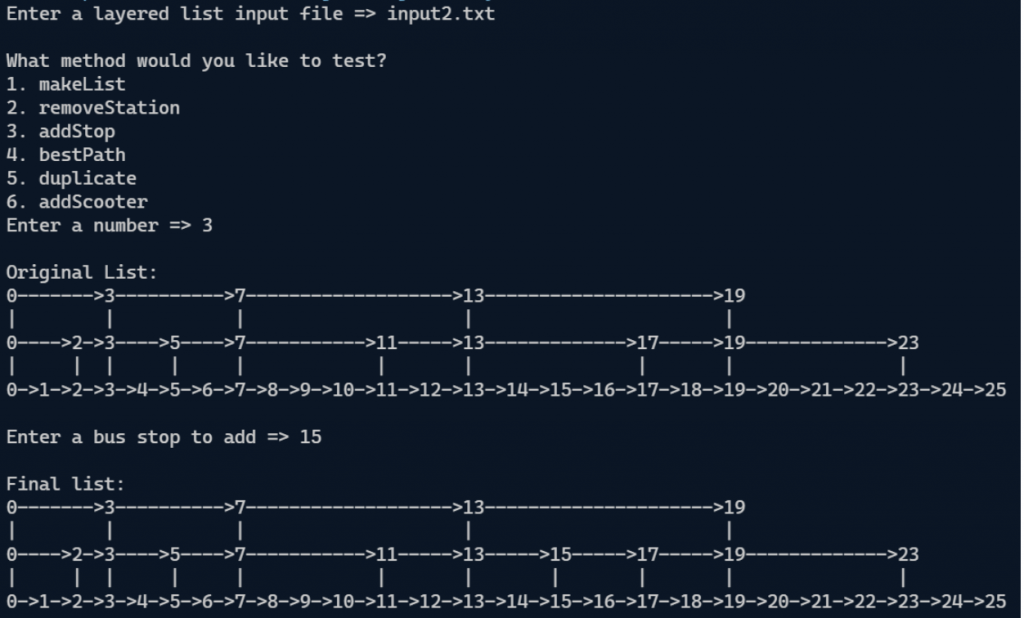 Enter a layered list input file => input2.txt
What method would you like to test?
1. makeList
2. removeStation
3. addStop
4. bestPath
5. duplicate
6. addScooter
Enter a number => 3
Original List:
0------->3---------->7------------------->13--------------------->19
|        |           |                    |                       |
0---->2->3---->5---->7----------->11----->13------------->17----->19------------->23
|     |  |     |     |            |       |               |       |               |
0->1->2->3->4->5->6->7->8->9->10->11->12->13->14->15->16->17->18->19->20->21->22->23->24->25
Enter a bus stop to add => 15
Final list:
0------->3---------->7------------------->13--------------------->19
|        |           |                    |                       |
0---->2->3---->5---->7----------->11----->13----->15----->17----->19------------->23
|     |  |     |     |            |       |       |       |       |               |
0->1->2->3->4->5->6->7->8->9->10->11->12->13->14->15->16->17->18->19->20->21->22->23->24->25